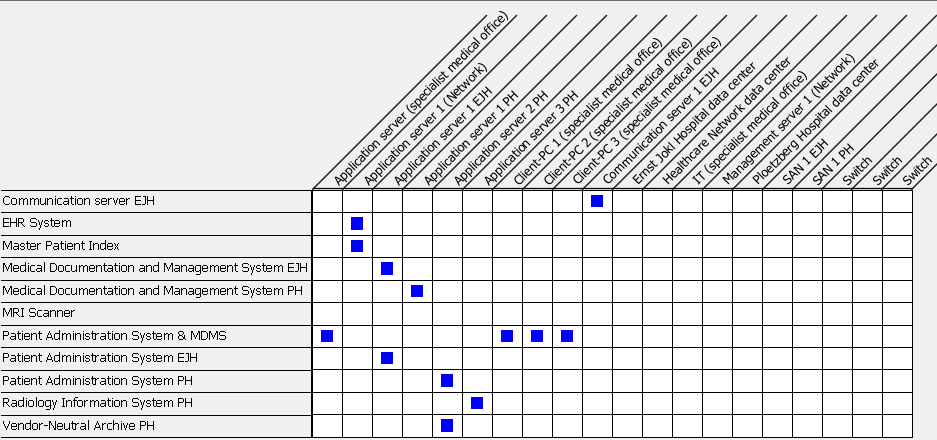 Application server (specialist medical office)
Application server 1 (Network)
Application server 1 EJH
Application server 1 PH
Application server 2 PH
Application server 3 PH
Client-PC 1 (specialist medical office)
Client-PC 2 (specialist medical office)
Client-PC 3 (specialist medical office)
Communication server 1 EJH
Ernst Jokl Hospital data center
Healthcare Network data center
IT (specialist medical office)
Management server 1 (Network)
Ploetzberg Hospital data center
SAN 1 EJH
SAN 1 PH
Switch
Switch
Switch
Communication server EJH
EHR System
Master Patient Index
Medical Documentation and Management System EJH
Medical Documentation and Management System PH
MRI Scanner
Patient Administration System & MDMS
Patient Administration System EJH
Patient Administration System PH
Radiology Information System PH
Vendor-Neutral Archive PH